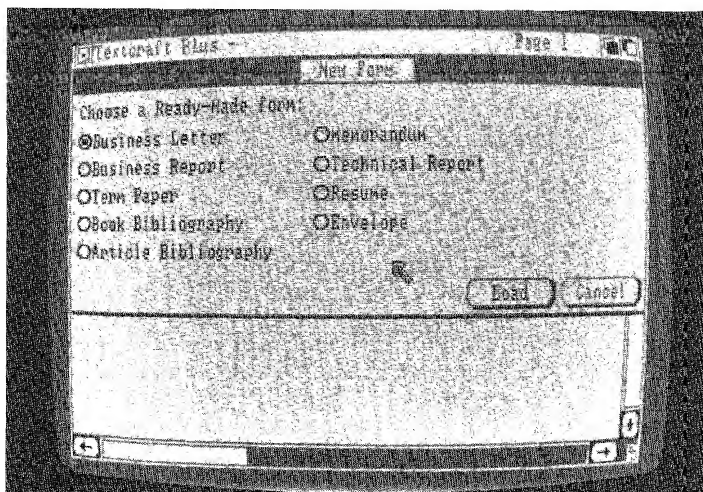 Textcraft Plus - Page 1
New Form
Choose a Ready-Made form:
Business Letter
Business Report
Term Paper
Book Bibliography
Article Bibliography
Memorandum
Technical Report
Resume
Envelope
Load Cancel